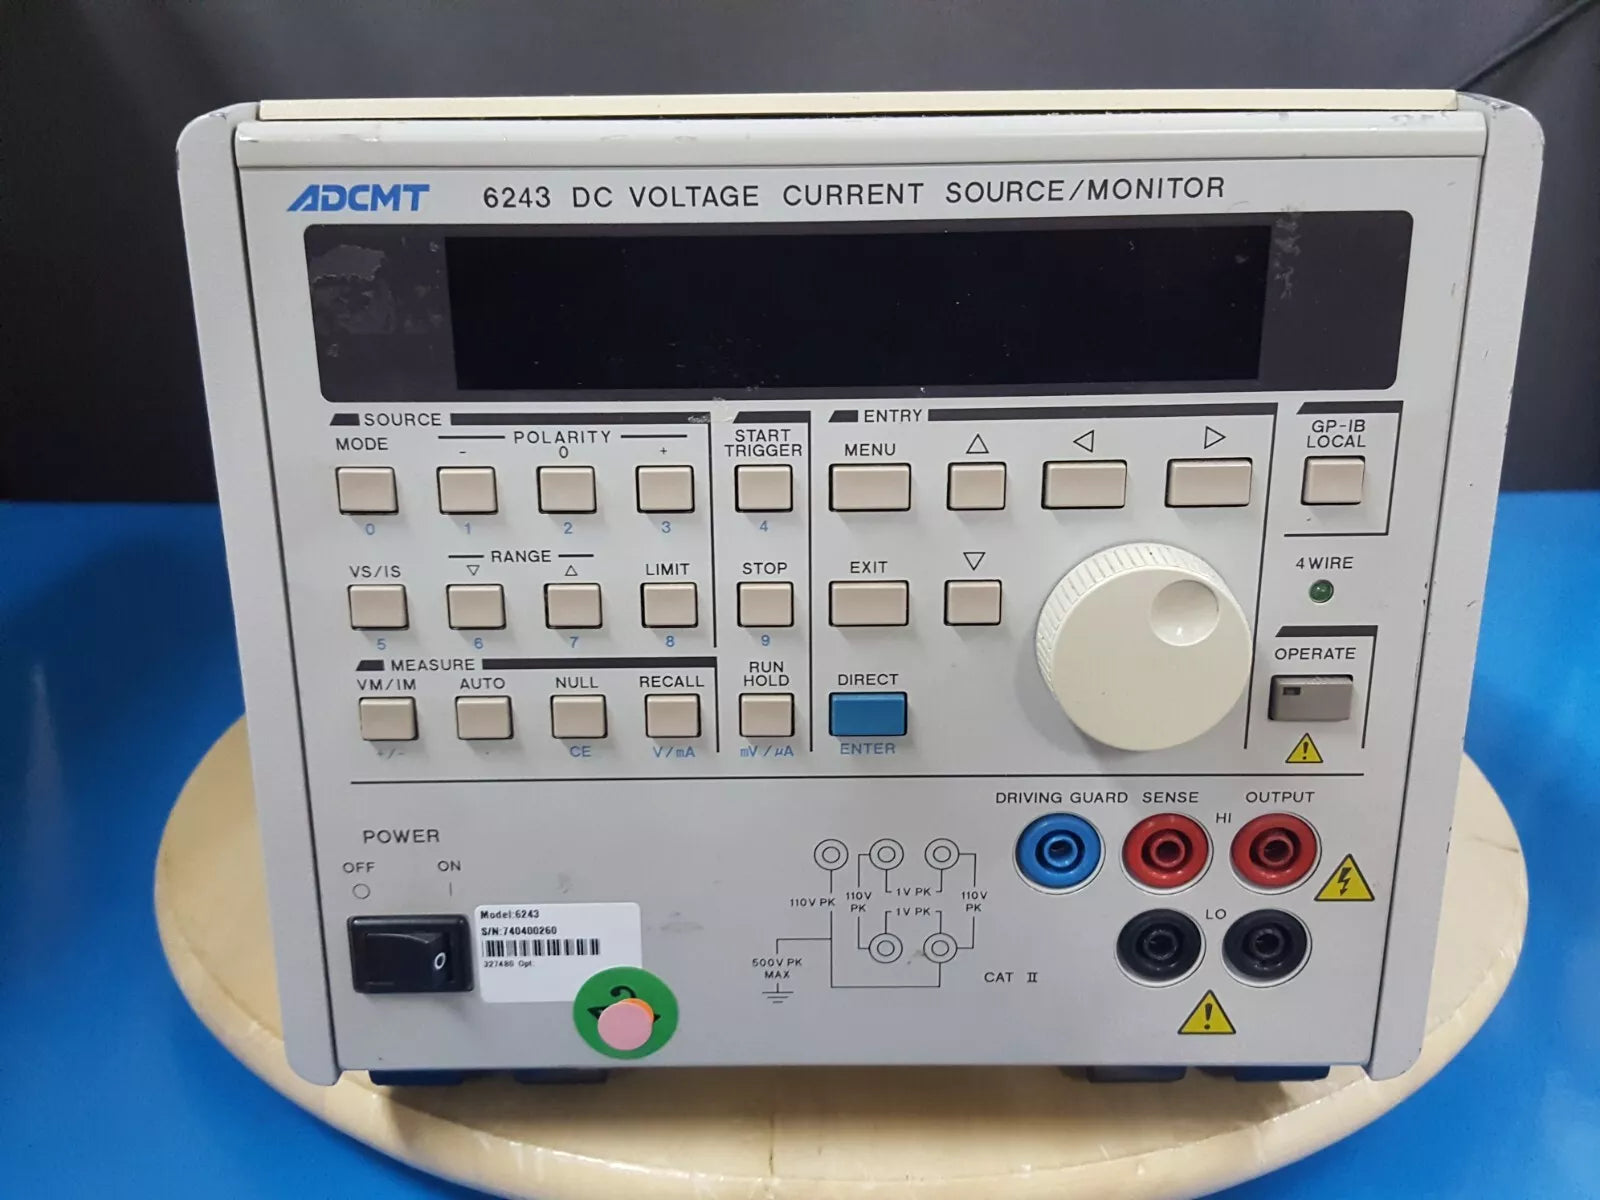 ADCMT 6243 DC VOLTAGE CURRENT SOURCE/MONITOR
SOURCE
MODE
POLARITY
- 0 +
0 1 2 3
VS/IS
RANGE
▽ △
LIMIT
5 6 7 8
MEASURE
VM/IM AUTO NULL RECALL
+/- . CE V/mA
START
TRIGGER
4
STOP
9
RUN
HOLD
mV/μA
ENTRY
MENU △ ◁ ▷
EXIT ▽
DIRECT
ENTER
GP-IB
LOCAL
4 WIRE
OPERATE
POWER
OFF ON
○ |
O
Model:6243
S/N:740400260
327480 Opt:
DRIVING GUARD SENSE OUTPUT
HI
LO
110V PK
110V
PK
1V PK
1V PK
110V
PK
500V PK
MAX
CAT II